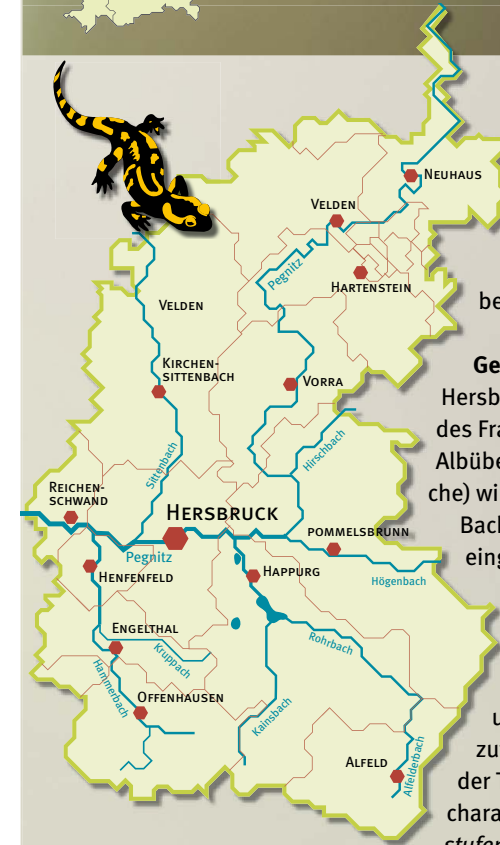 Neuhaus
Velden
Pegnitz
Hartenstein
be
Velden
Ge
Kirchen-
sittenbach
Vorra
Hersb
des Fra
Albübe
Hirschbach
che) wi
Sittenbach
Reichen-
schwand
Hersbruck
Pommelsbrunn
Bach
Pegnitz
eing
Happurg
Henfenfeld
Högenbach
Engelthal
Rohrbach
Kruppach
Hammerbach
Offenhausen
Kainsbach
u
zu
Alfeld
Alfelderbach
der T
chara
stufen